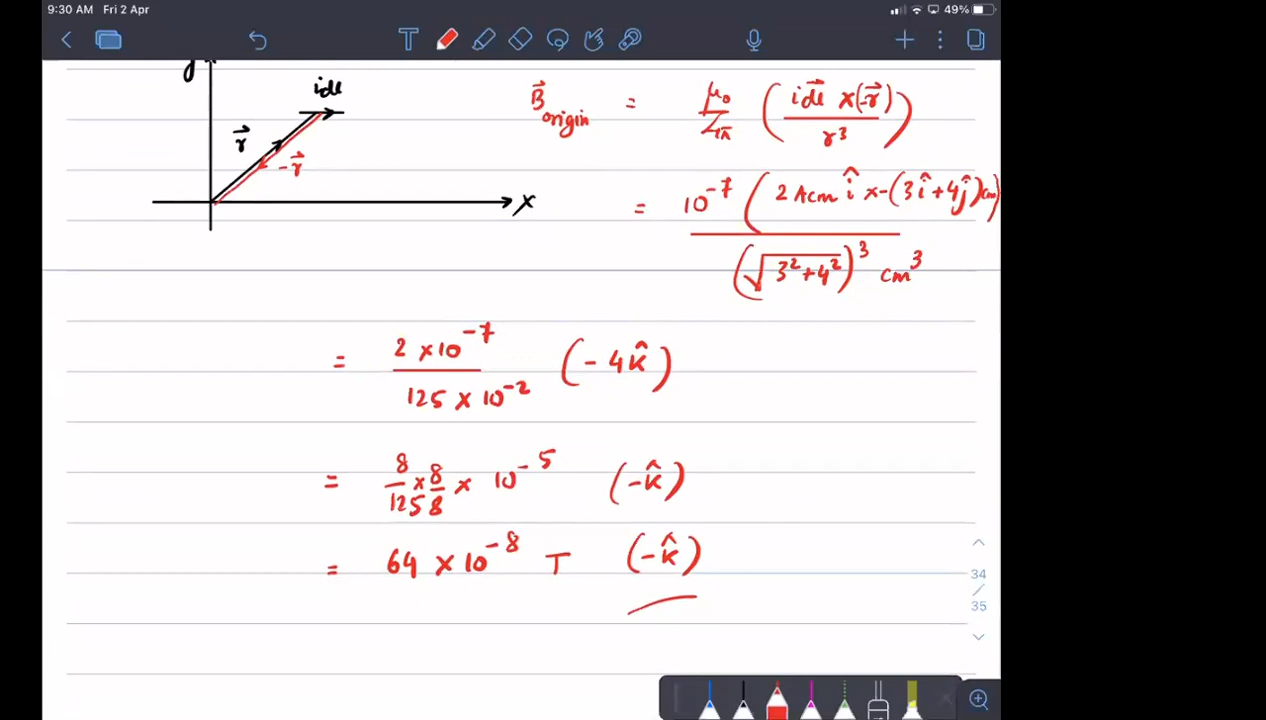 9:30 AM Fri 2 Apr
49%
T
y
idl
r⃗
-r⃗
x
B⃗ origin = μ₀/4π ( idl⃗ x(-r⃗) / r³ )
= 10⁻⁷ ( 2 Acm î x -(3î+4ĵ)cm) / (√3²+4²)³ cm³
= 2 × 10⁻⁷ / 125 × 10⁻² (-4k̂)
= 8/125 × 8/8 × 10⁻⁵ (-k̂)
= 64 × 10⁻⁸ T (-k̂)
34
/
35